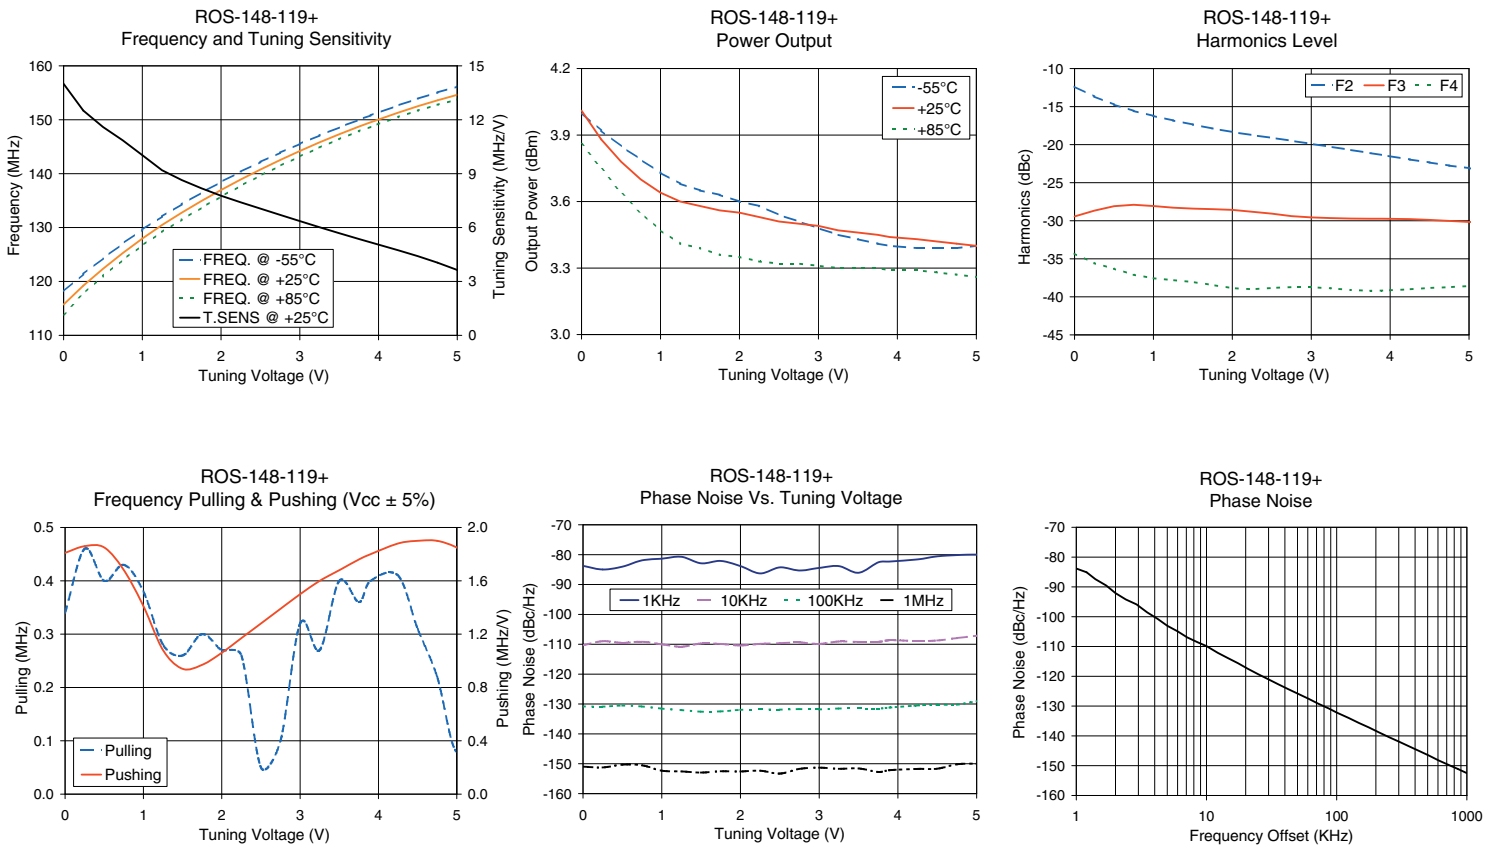 ROS-148-119+
Frequency and Tuning Sensitivity
160
150
140
130
120
110
15
12
9
6
3
0
Frequency (MHz)
Tuning Sensitivity (MHz/V)
FREQ. @ -55°C
FREQ. @ +25°C
FREQ. @ +85°C
T.SENS @ +25°C
0 1 2 3 4 5
Tuning Voltage (V)
ROS-148-119+
Power Output
4.2
3.9
3.6
3.3
3.0
Output Power (dBm)
-55°C
+25°C
+85°C
0 1 2 3 4 5
Tuning Voltage (V)
ROS-148-119+
Harmonics Level
-10
-15
-20
-25
-30
-35
-40
-45
Harmonics (dBc)
F2 F3 F4
0 1 2 3 4 5
Tuning Voltage (V)
ROS-148-119+
Frequency Pulling & Pushing (Vcc ± 5%)
0.5
0.4
0.3
0.2
0.1
0.0
2.0
1.6
1.2
0.8
0.4
0.0
Pulling (MHz)
Pushing (MHz/V)
Pulling
Pushing
0 1 2 3 4 5
Tuning Voltage (V)
ROS-148-119+
Phase Noise Vs. Tuning Voltage
-70
-80
-90
-100
-110
-120
-130
-140
-150
-160
Phase Noise (dBc/Hz)
1KHz 10KHz 100KHz 1MHz
0 1 2 3 4 5
Tuning Voltage (V)
ROS-148-119+
Phase Noise
-70
-80
-90
-100
-110
-120
-130
-140
-150
-160
Phase Noise (dBc/Hz)
1 10 100 1000
Frequency Offset (KHz)